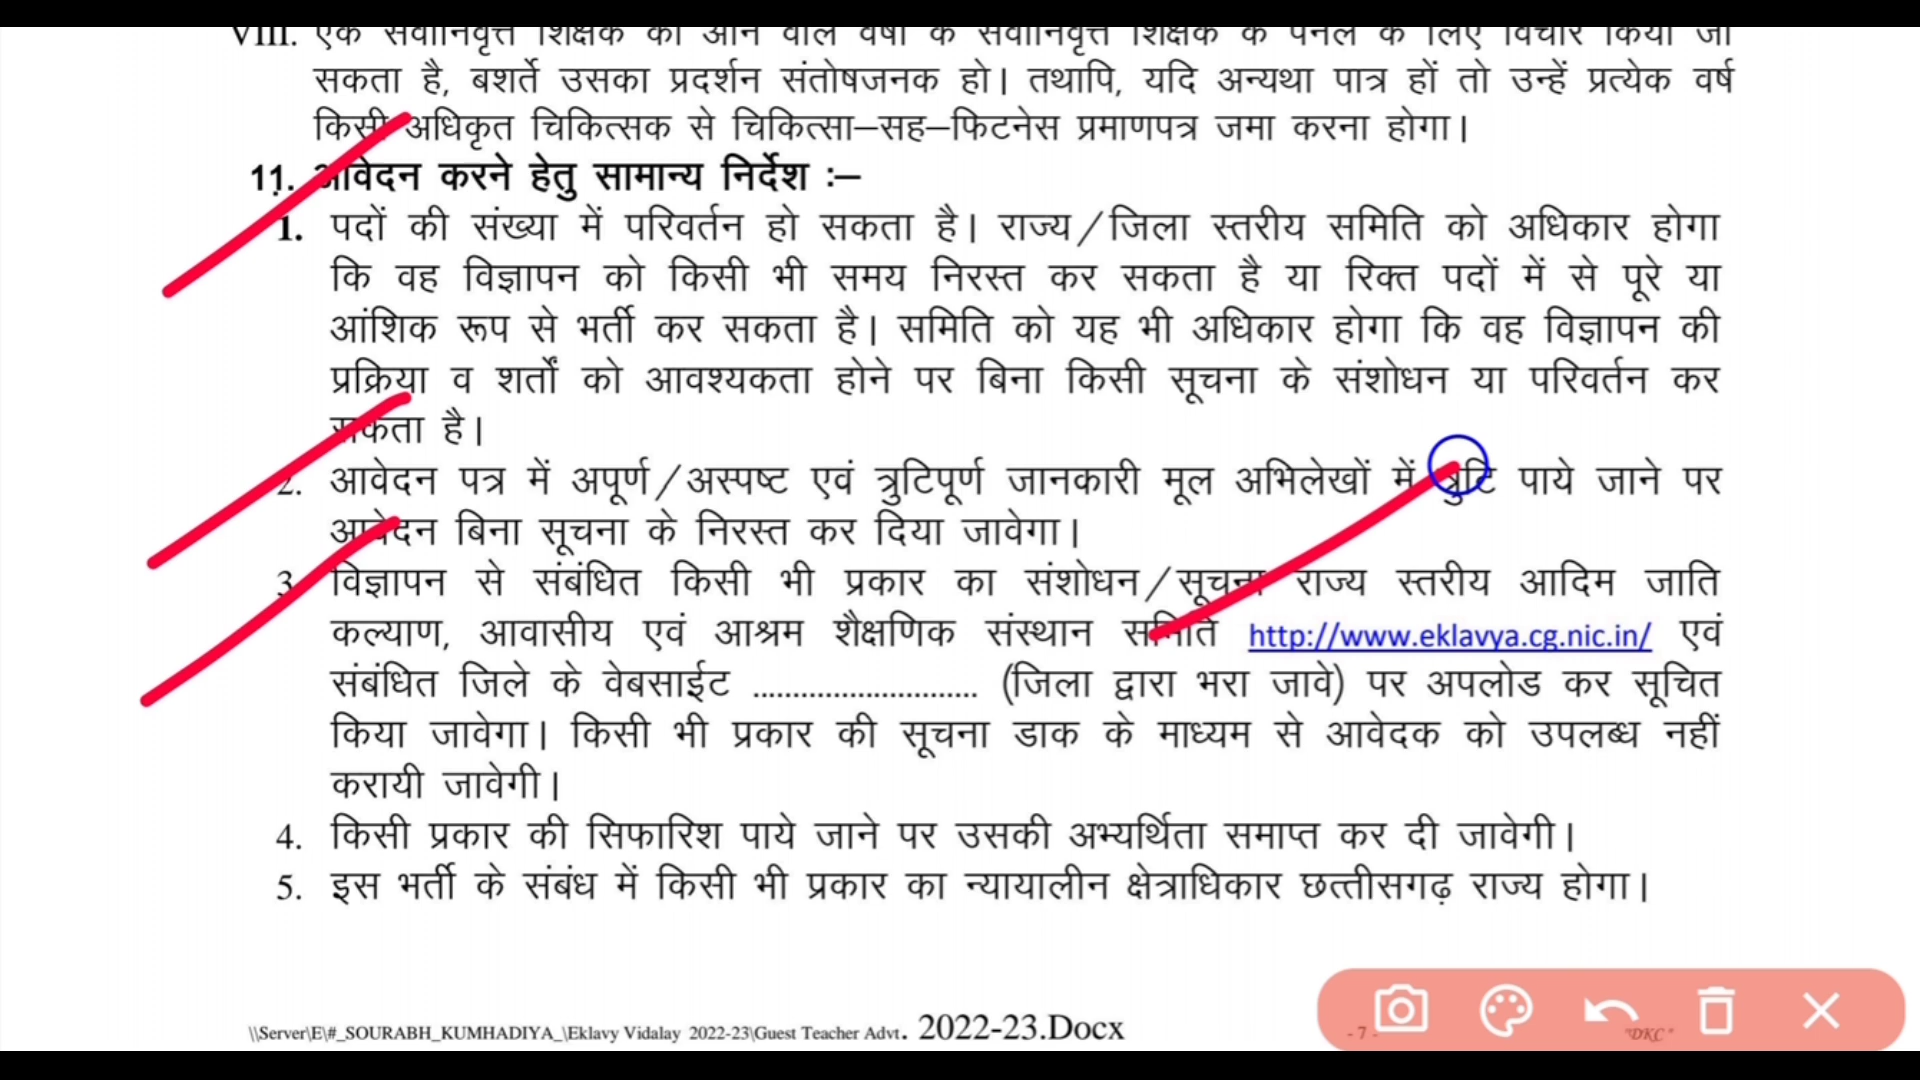 VIII. एक सेवानिवृत्त शिक्षक को आने वाले वर्षों के सेवानिवृत्त शिक्षक के पेनल के लिए विचार किया जा
सकता है, बशर्ते उसका प्रदर्शन संतोषजनक हो। तथापि, यदि अन्यथा पात्र हों तो उन्हें प्रत्येक वर्ष
किसी अधिकृत चिकित्सक से चिकित्सा–सह–फिटनेस प्रमाणपत्र जमा करना होगा।
11. आवेदन करने हेतु सामान्य निर्देश :–
1. पदों की संख्या में परिवर्तन हो सकता है। राज्य/जिला स्तरीय समिति को अधिकार होगा
कि वह विज्ञापन को किसी भी समय निरस्त कर सकता है या रिक्त पदों में से पूरे या
आंशिक रूप से भर्ती कर सकता है। समिति को यह भी अधिकार होगा कि वह विज्ञापन की
प्रक्रिया व शर्तों को आवश्यकता होने पर बिना किसी सूचना के संशोधन या परिवर्तन कर
सकता है।
2. आवेदन पत्र में अपूर्ण/अस्पष्ट एवं त्रुटिपूर्ण जानकारी मूल अभिलेखों में त्रुटि पाये जाने पर
आवेदन बिना सूचना के निरस्त कर दिया जावेगा।
3. विज्ञापन से संबंधित किसी भी प्रकार का संशोधन/सूचना राज्य स्तरीय आदिम जाति
कल्याण, आवासीय एवं आश्रम शैक्षणिक संस्थान समिति http://www.eklavya.cg.nic.in/ एवं
संबंधित जिले के वेबसाईट ............................ (जिला द्वारा भरा जावे) पर अपलोड कर सूचित
किया जावेगा। किसी भी प्रकार की सूचना डाक के माध्यम से आवेदक को उपलब्ध नहीं
करायी जावेगी।
4. किसी प्रकार की सिफारिश पाये जाने पर उसकी अभ्यर्थिता समाप्त कर दी जावेगी।
5. इस भर्ती के संबंध में किसी भी प्रकार का न्यायालीन क्षेत्राधिकार छत्तीसगढ़ राज्य होगा।
\\Server\E\#_SOURABH_KUMHADIYA_\Eklavy Vidalay 2022-23\Guest Teacher Advt. 2022-23.Docx - 7 - "DKC"